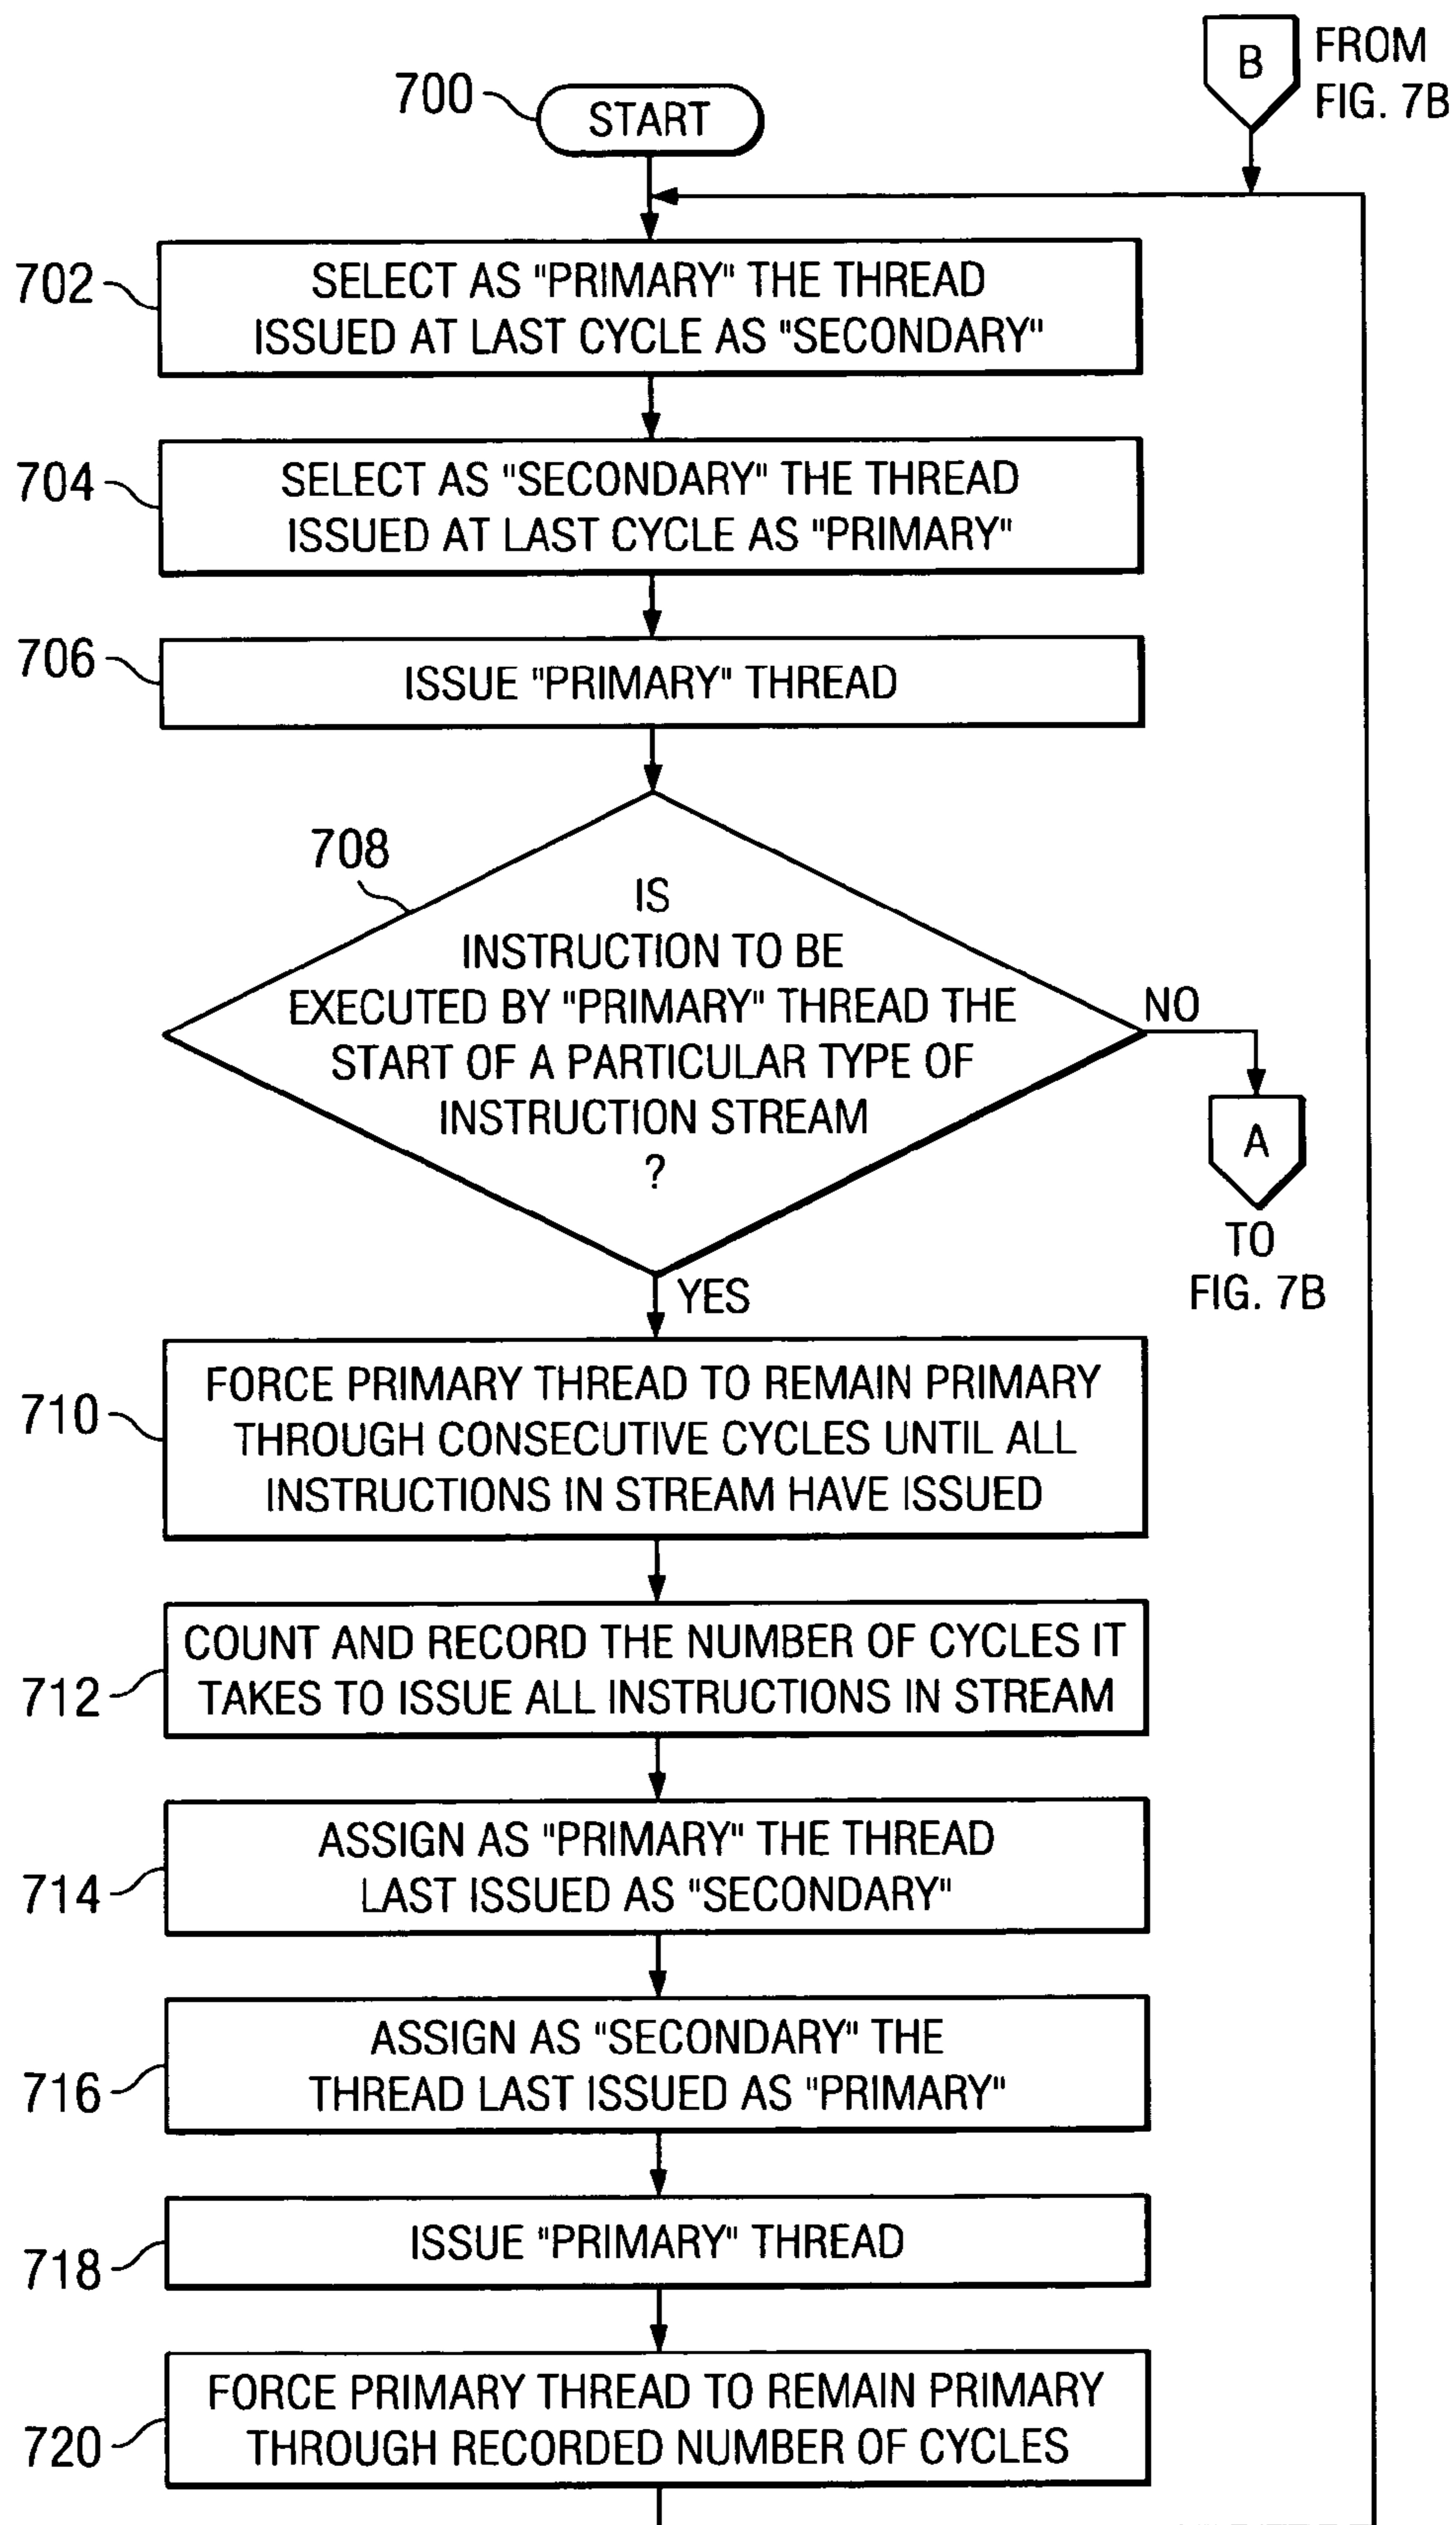 B
FROM
FIG. 7B
700
START
702
SELECT AS "PRIMARY" THE THREAD
ISSUED AT LAST CYCLE AS "SECONDARY"
704
SELECT AS "SECONDARY" THE THREAD
ISSUED AT LAST CYCLE AS "PRIMARY"
706
ISSUE "PRIMARY" THREAD
708
IS
INSTRUCTION TO BE
EXECUTED BY "PRIMARY" THREAD THE
START OF A PARTICULAR TYPE OF
INSTRUCTION STREAM
?
NO
A
TO
FIG. 7B
YES
710
FORCE PRIMARY THREAD TO REMAIN PRIMARY
THROUGH CONSECUTIVE CYCLES UNTIL ALL
INSTRUCTIONS IN STREAM HAVE ISSUED
712
COUNT AND RECORD THE NUMBER OF CYCLES IT
TAKES TO ISSUE ALL INSTRUCTIONS IN STREAM
714
ASSIGN AS "PRIMARY" THE THREAD
LAST ISSUED AS "SECONDARY"
716
ASSIGN AS "SECONDARY" THE
THREAD LAST ISSUED AS "PRIMARY"
718
ISSUE "PRIMARY" THREAD
720
FORCE PRIMARY THREAD TO REMAIN PRIMARY
THROUGH RECORDED NUMBER OF CYCLES